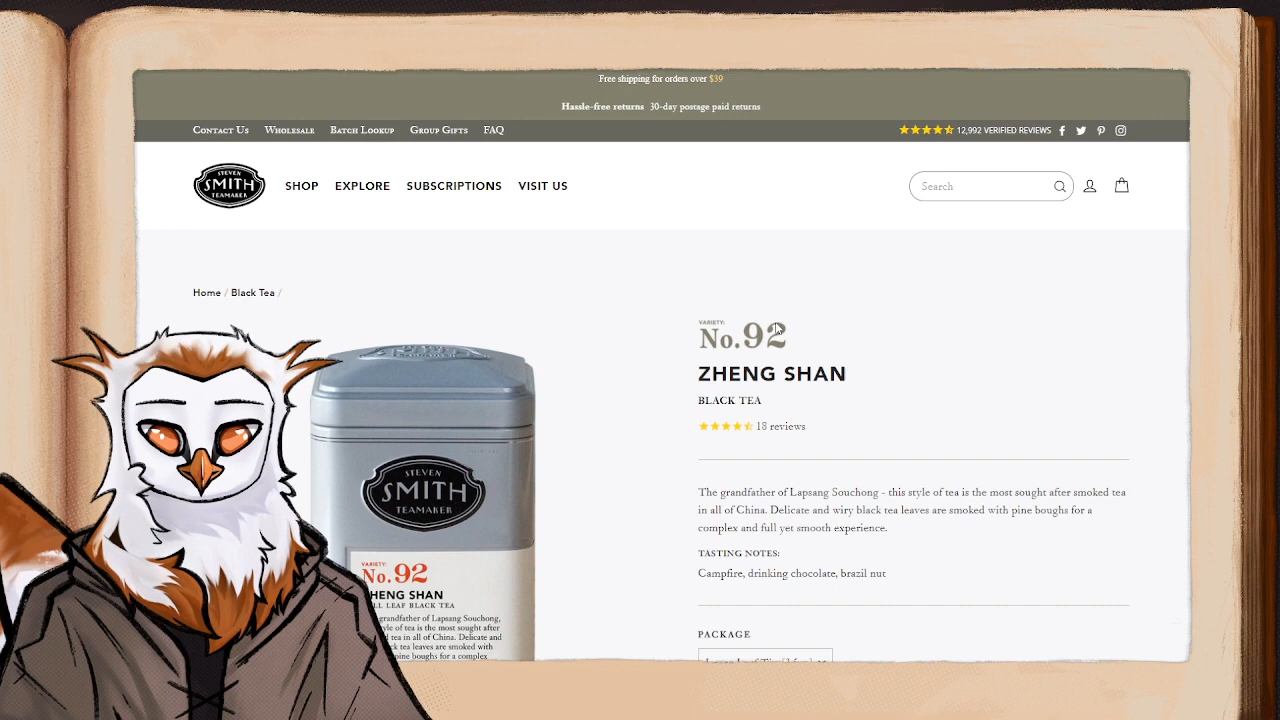 Free shipping for orders over $39
Hassle-free returns 30-day postage paid returns
Contact Us Wholesale Batch Lookup Group Gifts FAQ
12,992 VERIFIED REVIEWS
STEVEN
SMITH
TEAMAKER
SHOP EXPLORE SUBSCRIPTIONS VISIT US
Search
Home / Black Tea /
VARIETY:
No.92
ZHENG SHAN
BLACK TEA
18 reviews
The grandfather of Lapsang Souchong - this style of tea is the most sought after smoked tea
in all of China. Delicate and wiry black tea leaves are smoked with pine boughs for a
complex and full yet smooth experience.
TASTING NOTES:
Campfire, drinking chocolate, brazil nut
PACKAGE
STEVEN
SMITH
TEAMAKER
VARIETY:
No.92
ZHENG SHAN
LEAF BLACK TEA
grandfather of Lapsang Souchong,
of tea is the most sought after
tea in all of China. Delicate and
tea leaves are smoked with
pine boughs for a complex